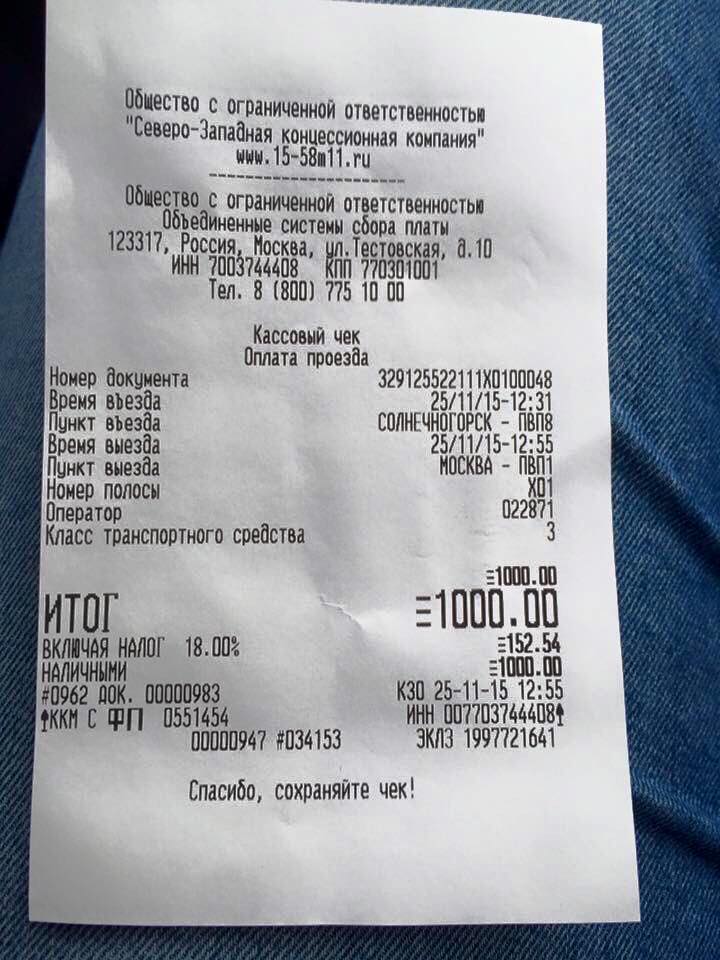 Общество с ограниченной ответственностью
"Северо-Западная концессионная компания"
www.15-58m11.ru
--------------------
Общество с ограниченной ответственностью
Объединенные системы сбора платы
123317, Россия, Москва, ул.Тестовская, д.10
ИНН 7003744408 КПП 770301001
Тел. 8 (800) 775 10 00
Кассовый чек
Оплата проезда
Номер документа 329125522111X0100048
Время въезда 25/11/15-12:31
Пункт въезда СОЛНЕЧНОГОРСК - ПВП8
Время выезда 25/11/15-12:55
Пункт выезда МОСКВА - ПВП1
Номер полосы X01
Оператор 022871
Класс транспортного средства 3
≡1000.00
ИТОГ ≡1000.00
ВКЛЮЧАЯ НАЛОГ 18.00% ≡152.54
НАЛИЧНЫМИ ≡1000.00
#0962 ДОК. 00000983 КЗО 25-11-15 12:55
ККМ С ФП 0551454 ИНН 007703744408
00000947 #034153 ЭКЛЗ 1997721641
Спасибо, сохраняйте чек!